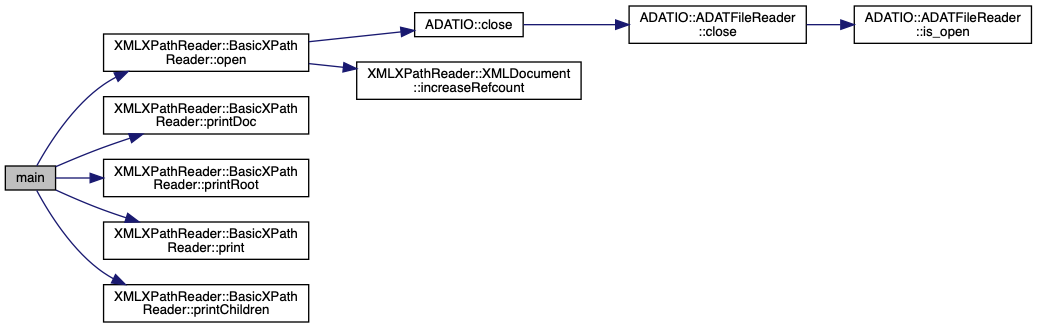 main
XMLXPathReader::BasicXPath
Reader::open
XMLXPathReader::BasicXPath
Reader::printDoc
XMLXPathReader::BasicXPath
Reader::printRoot
XMLXPathReader::BasicXPath
Reader::print
XMLXPathReader::BasicXPath
Reader::printChildren
ADATIO::close
XMLXPathReader::XMLDocument
::increaseRefcount
ADATIO::ADATFileReader
::close
ADATIO::ADATFileReader
::is_open